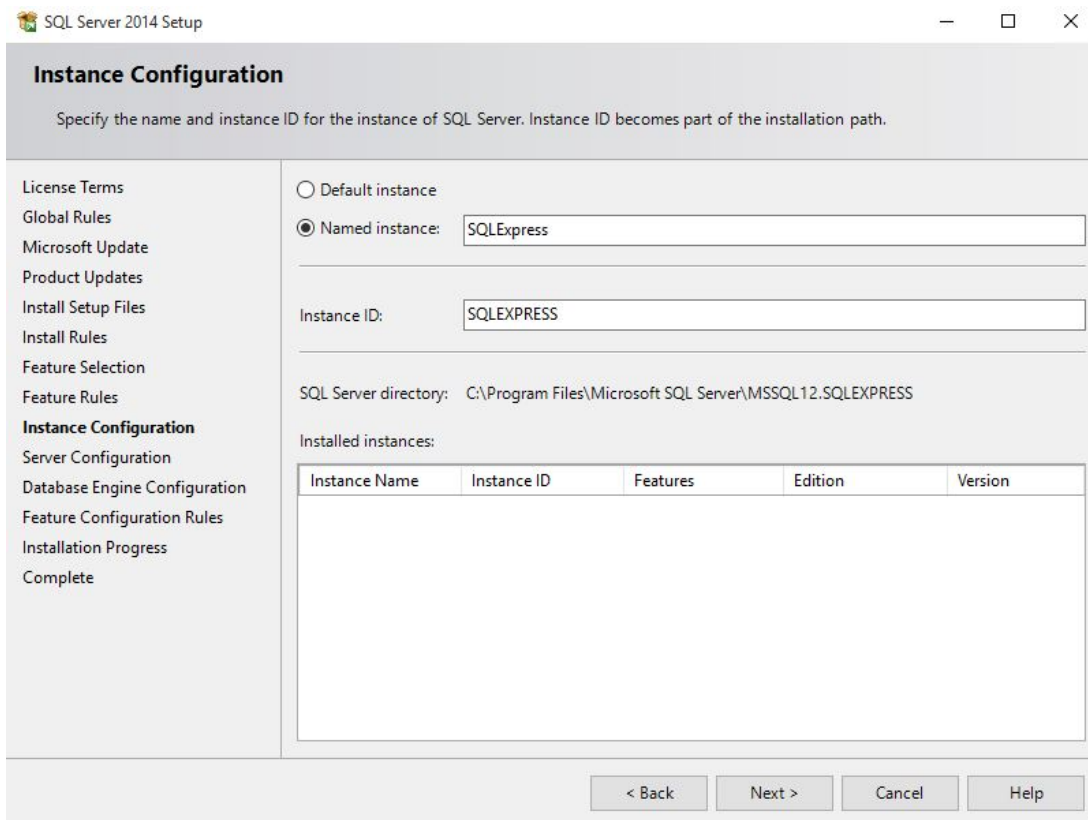 SQL Server 2014 Setup
Instance Configuration
Specify the name and instance ID for the instance of SQL Server. Instance ID becomes part of the installation path.
License Terms
Global Rules
Microsoft Update
Product Updates
Install Setup Files
Install Rules
Feature Selection
Feature Rules
Instance Configuration
Server Configuration
Database Engine Configuration
Feature Configuration Rules
Installation Progress
Complete
Default instance
Named instance: SQLExpress
Instance ID: SQLEXPRESS
SQL Server directory: C:\Program Files\Microsoft SQL Server\MSSQL12.SQLEXPRESS
Installed instances:
Instance Name Instance ID Features Edition Version
< Back Next > Cancel Help